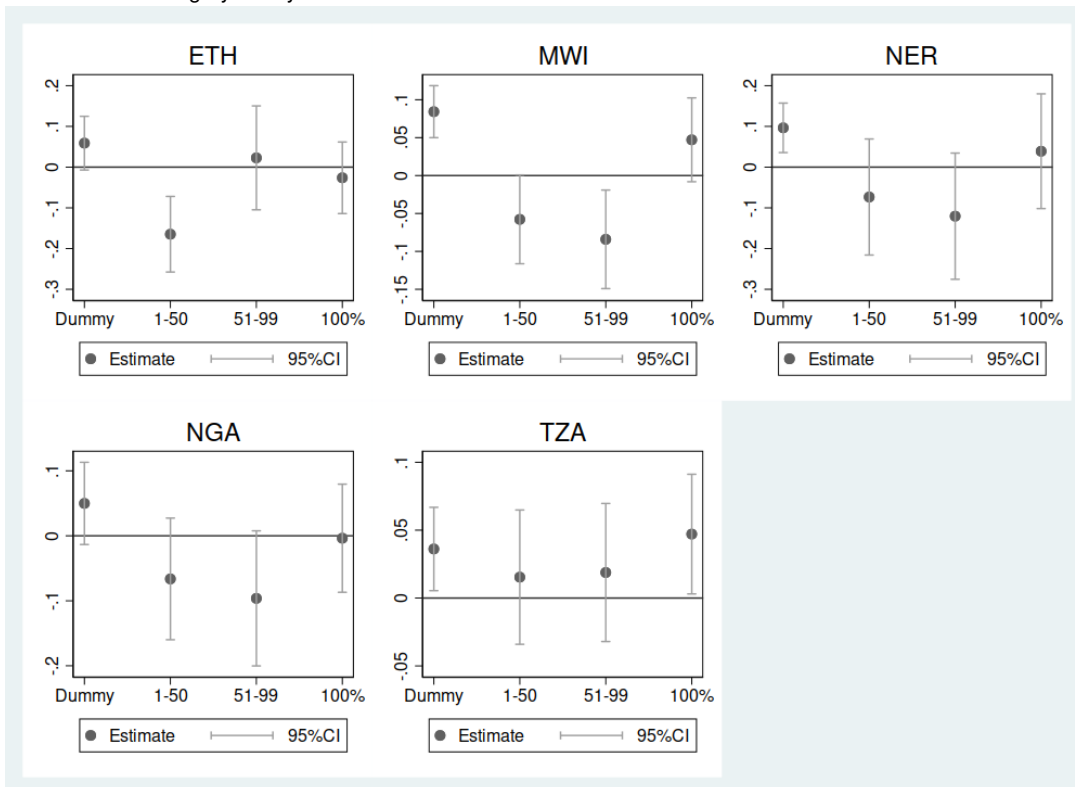 ETH
.2
.1
0
-.1
-.2
-.3
Dummy 1-50 51-99 100%
Estimate 95%CI
MWI
.1
.05
0
-.05
-.1
-.15
Dummy 1-50 51-99 100%
Estimate 95%CI
NER
.2
.1
0
-.1
-.2
-.3
Dummy 1-50 51-99 100%
Estimate 95%CI
NGA
.1
0
-.1
-.2
Dummy 1-50 51-99 100%
Estimate 95%CI
TZA
.1
.05
0
-.05
Dummy 1-50 51-99 100%
Estimate 95%CI